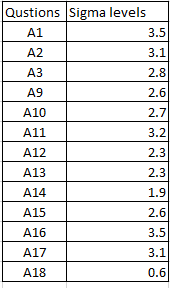 Qustions Sigma levels
A1 3.5
A2 3.1
A3 2.8
A9 2.6
A10 2.7
A11 3.2
A12 2.3
A13 2.3
A14 1.9
A15 2.6
A16 3.5
A17 3.1
A18 0.6